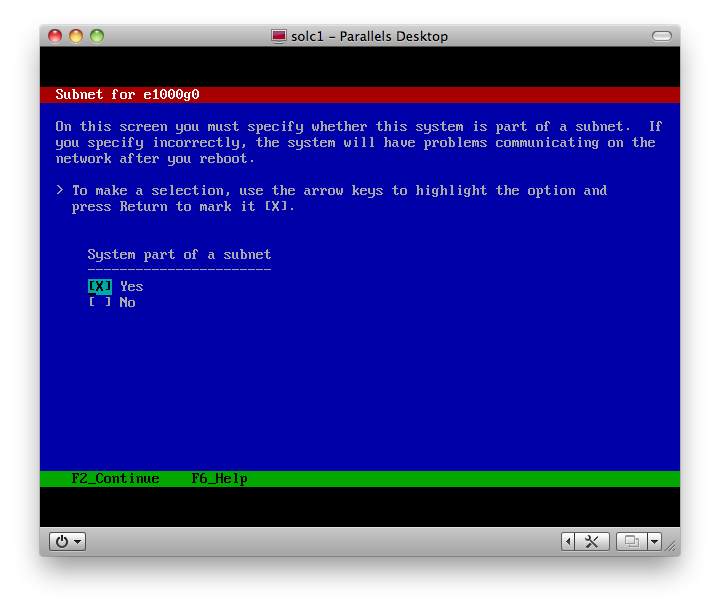 solc1 – Parallels Desktop
Subnet for e1000g0
On this screen you must specify whether this system is part of a subnet.  If
you specify incorrectly, the system will have problems communicating on the
network after you reboot.
> To make a selection, use the arrow keys to highlight the option and
press Return to mark it [X].
System part of a subnet
-----------------------
[X] Yes
[ ] No
F2_Continue    F6_Help